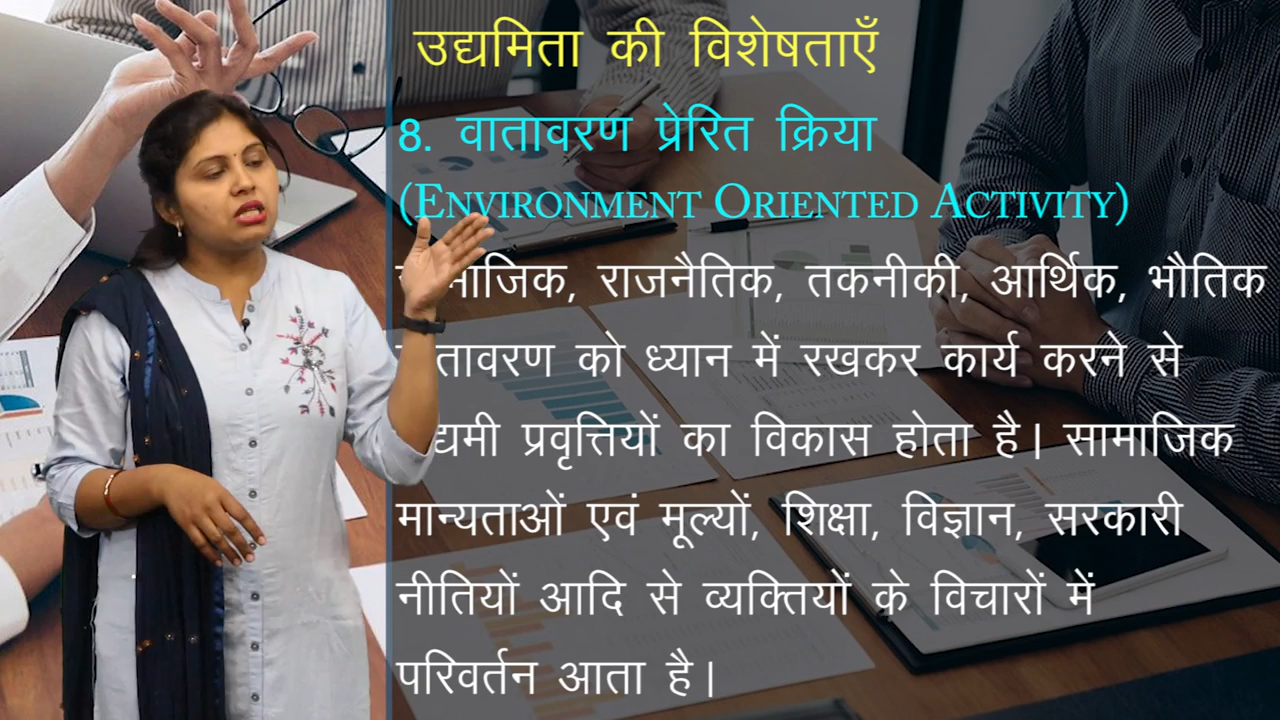 उद्यमिता की विशेषताएँ
8. वातावरण प्रेरित क्रिया
(ENVIRONMENT ORIENTED ACTIVITY)
राजनैतिक, तकनीकी, आर्थिक, भौतिक
को ध्यान में रखकर कार्य करने से
प्रवृत्तियों का विकास होता है। सामाजिक
मान्यताओं एवं मूल्यों, शिक्षा, विज्ञान, सरकारी
नीतियों आदि से व्यक्तियों के विचारों में
परिवर्तन आता है।